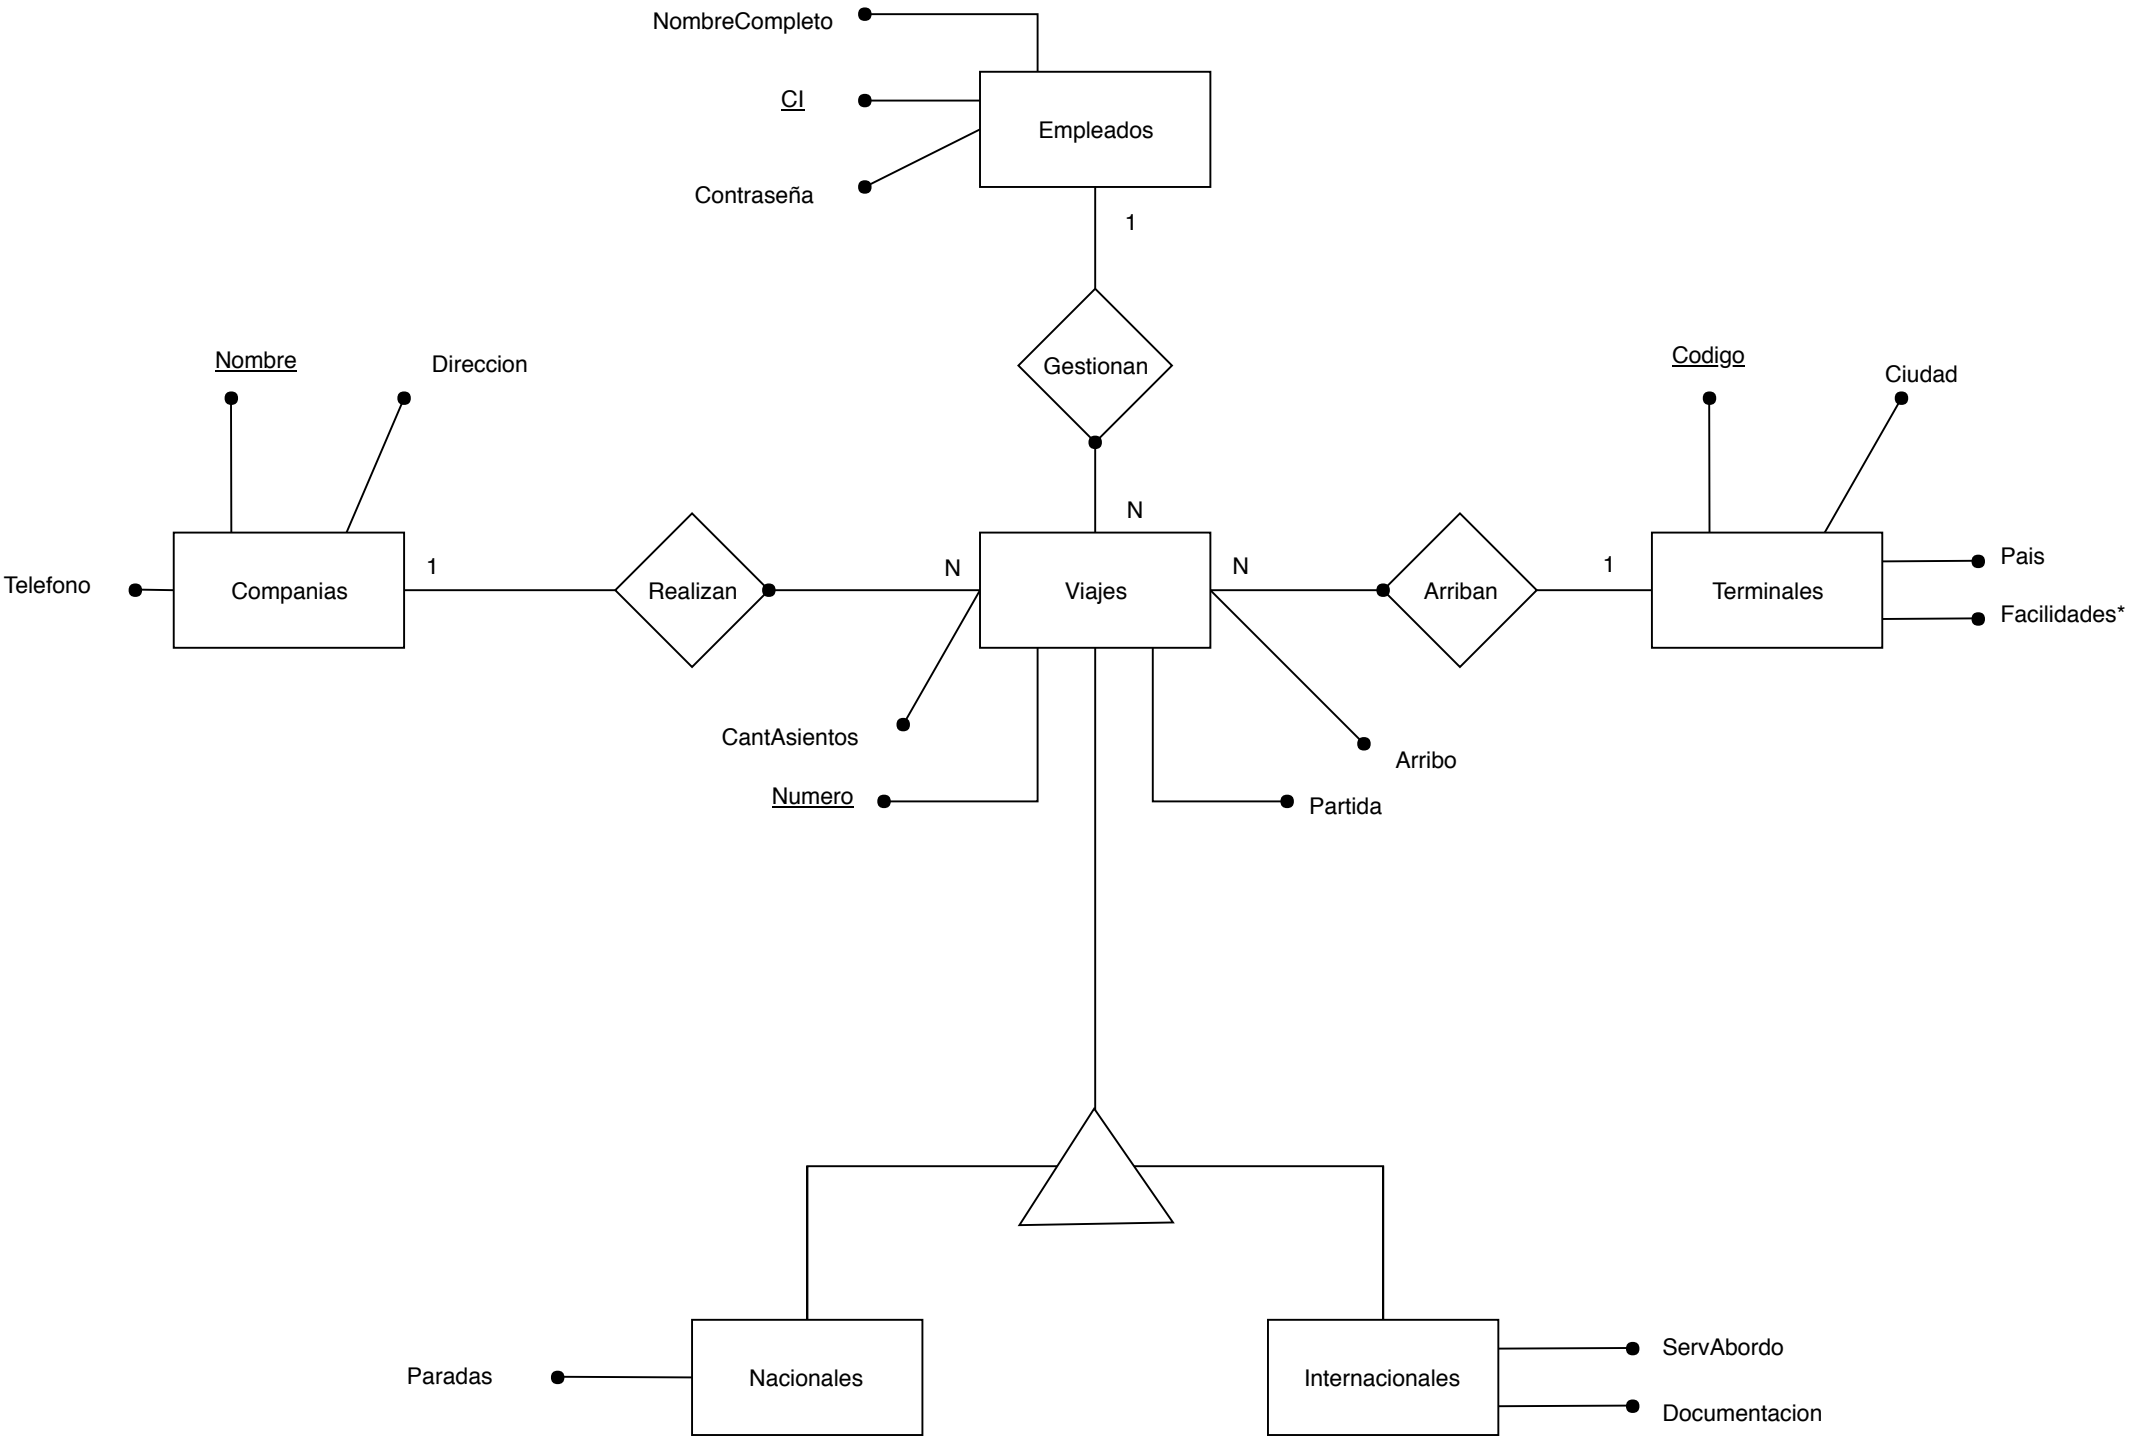 NombreCompleto
CI
Empleados
Contraseña
1
Gestionan
Nombre
Direccion
Codigo
Ciudad
N
Telefono
Companias
1
Realizan
N
Viajes
N
Arriban
1
Terminales
Pais
Facilidades*
CantAsientos
Arribo
Numero
Partida
Paradas
Nacionales
Internacionales
ServAbordo
Documentacion